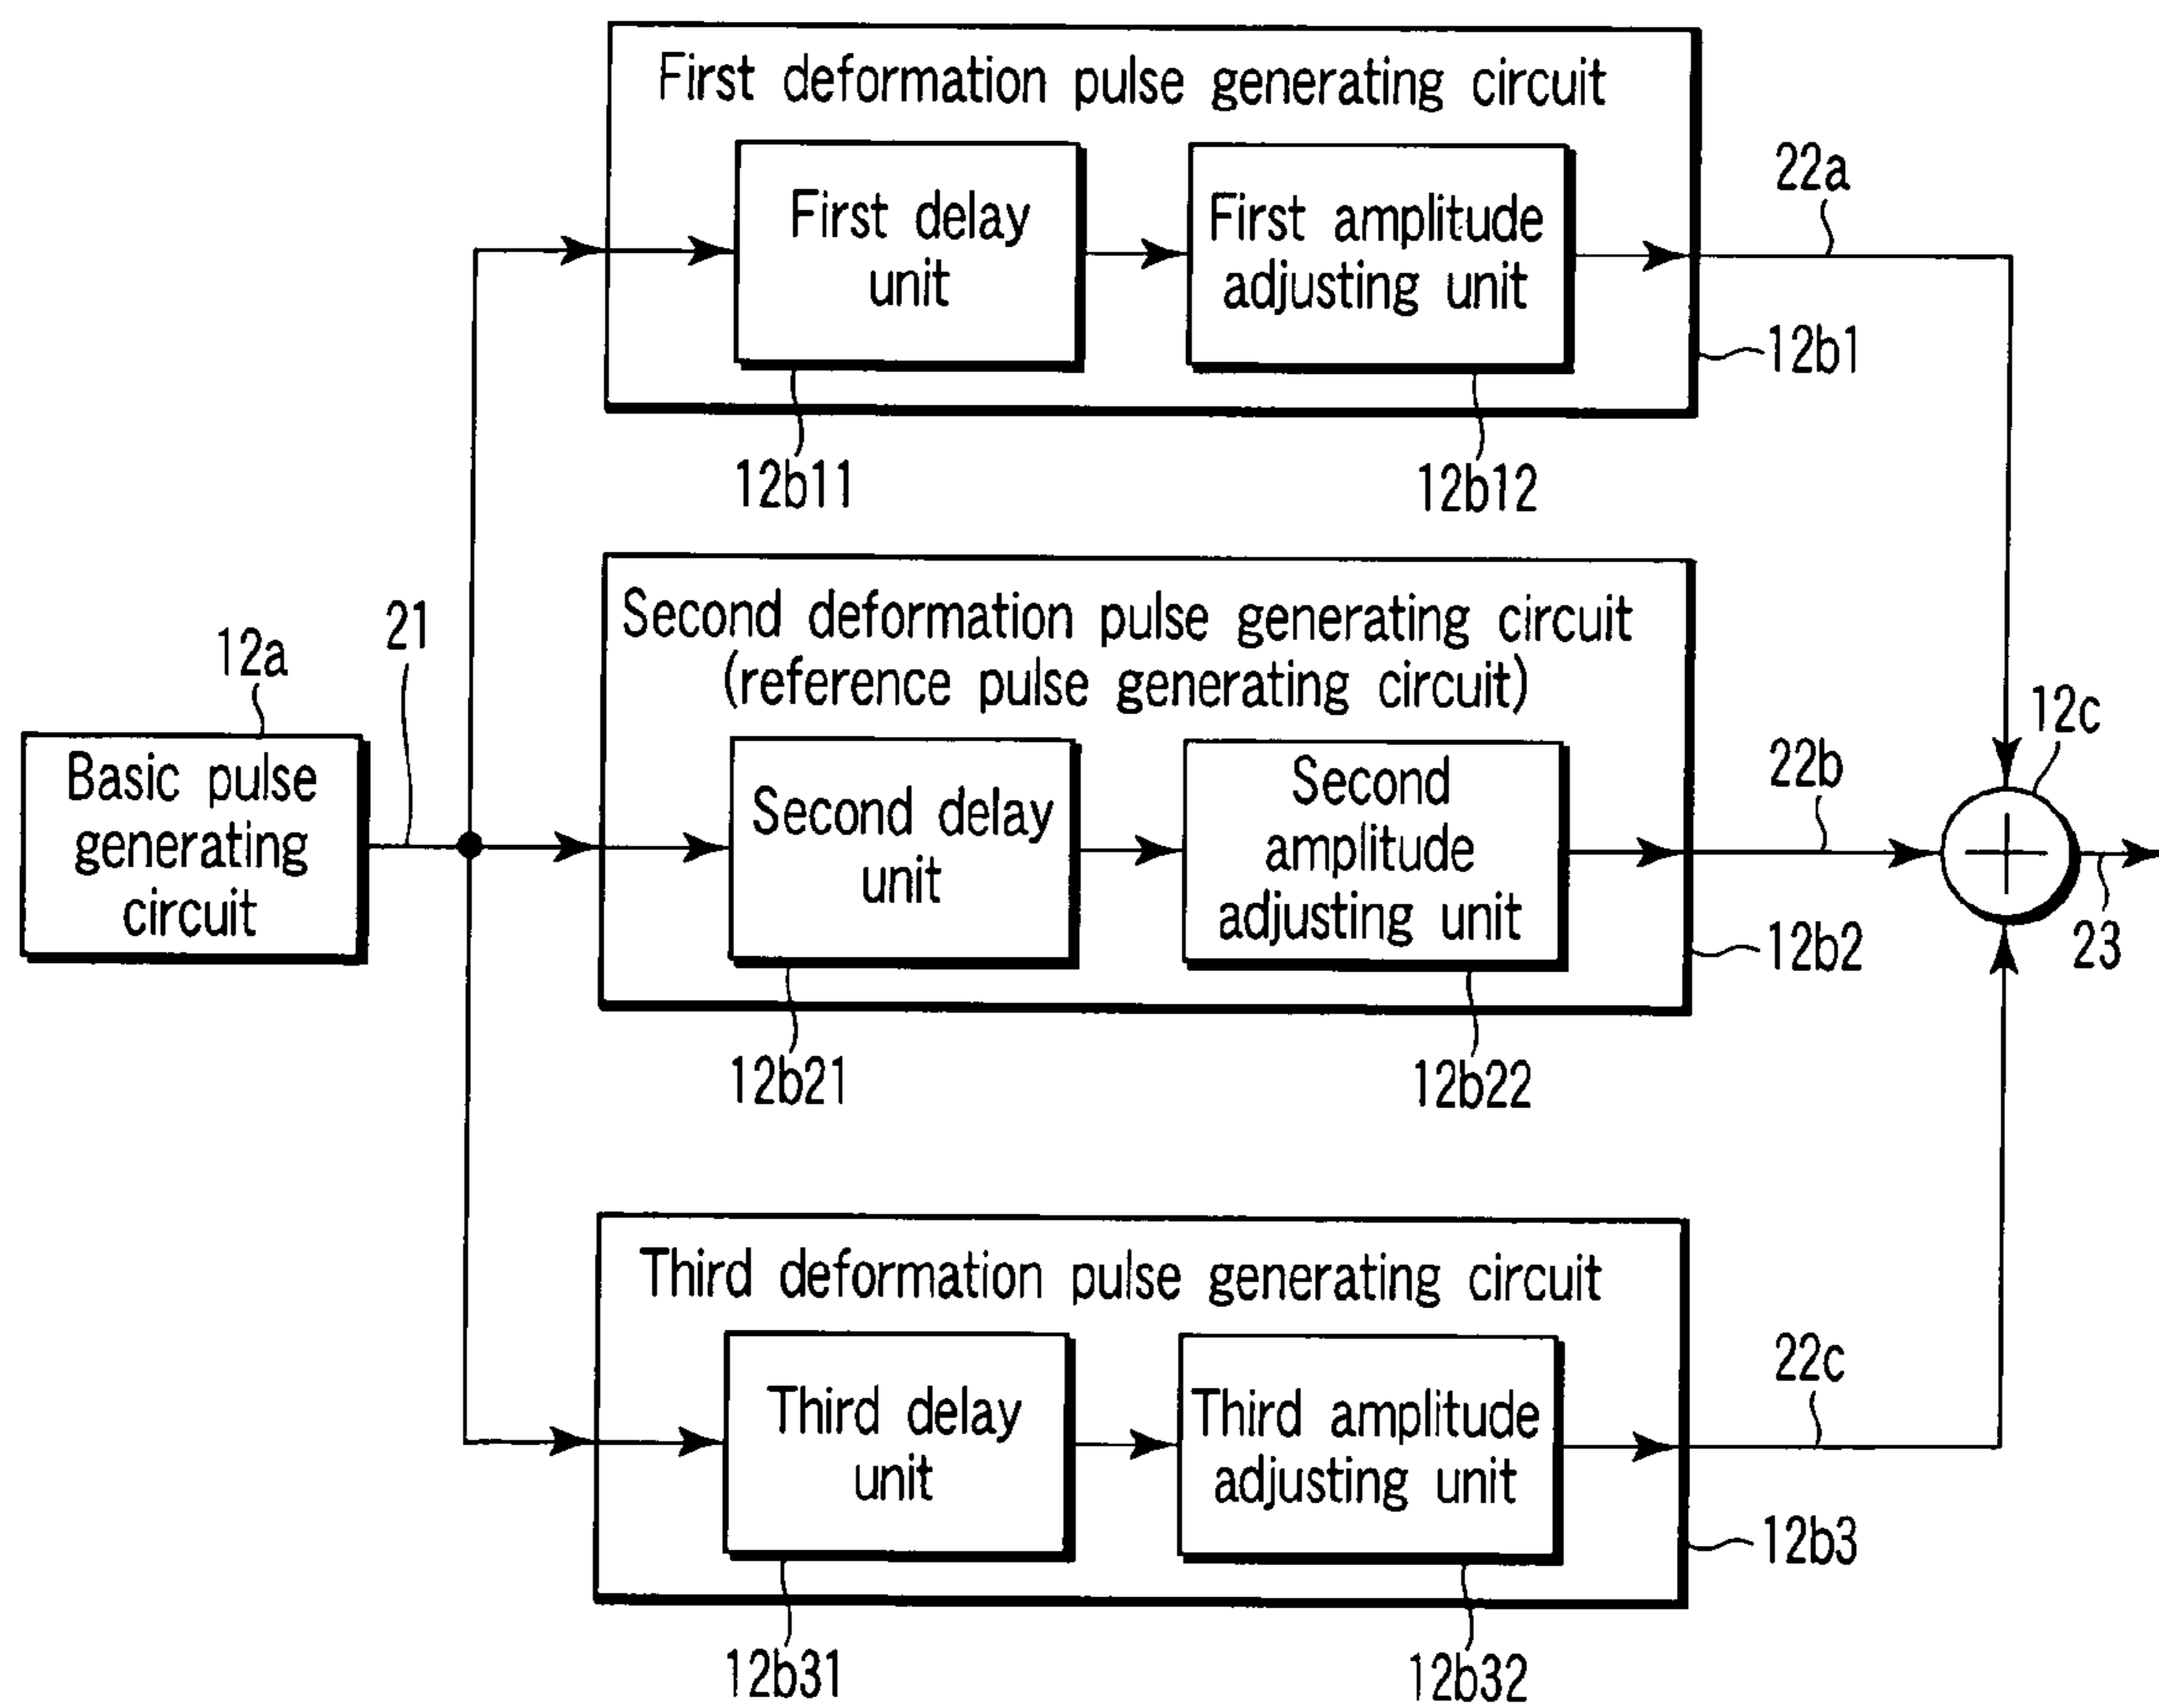 First deformation pulse generating circuit
First delay
unit
First amplitude
adjusting unit
22a
12b1
12b11
12b12
Second deformation pulse generating circuit
(reference pulse generating circuit)
12a
21
Basic pulse
generating
circuit
Second delay
unit
Second
amplitude
adjusting unit
22b
12c
12b2
23
12b21
12b22
Third deformation pulse generating circuit
Third delay
unit
Third amplitude
adjusting unit
22c
12b3
12b31
12b32